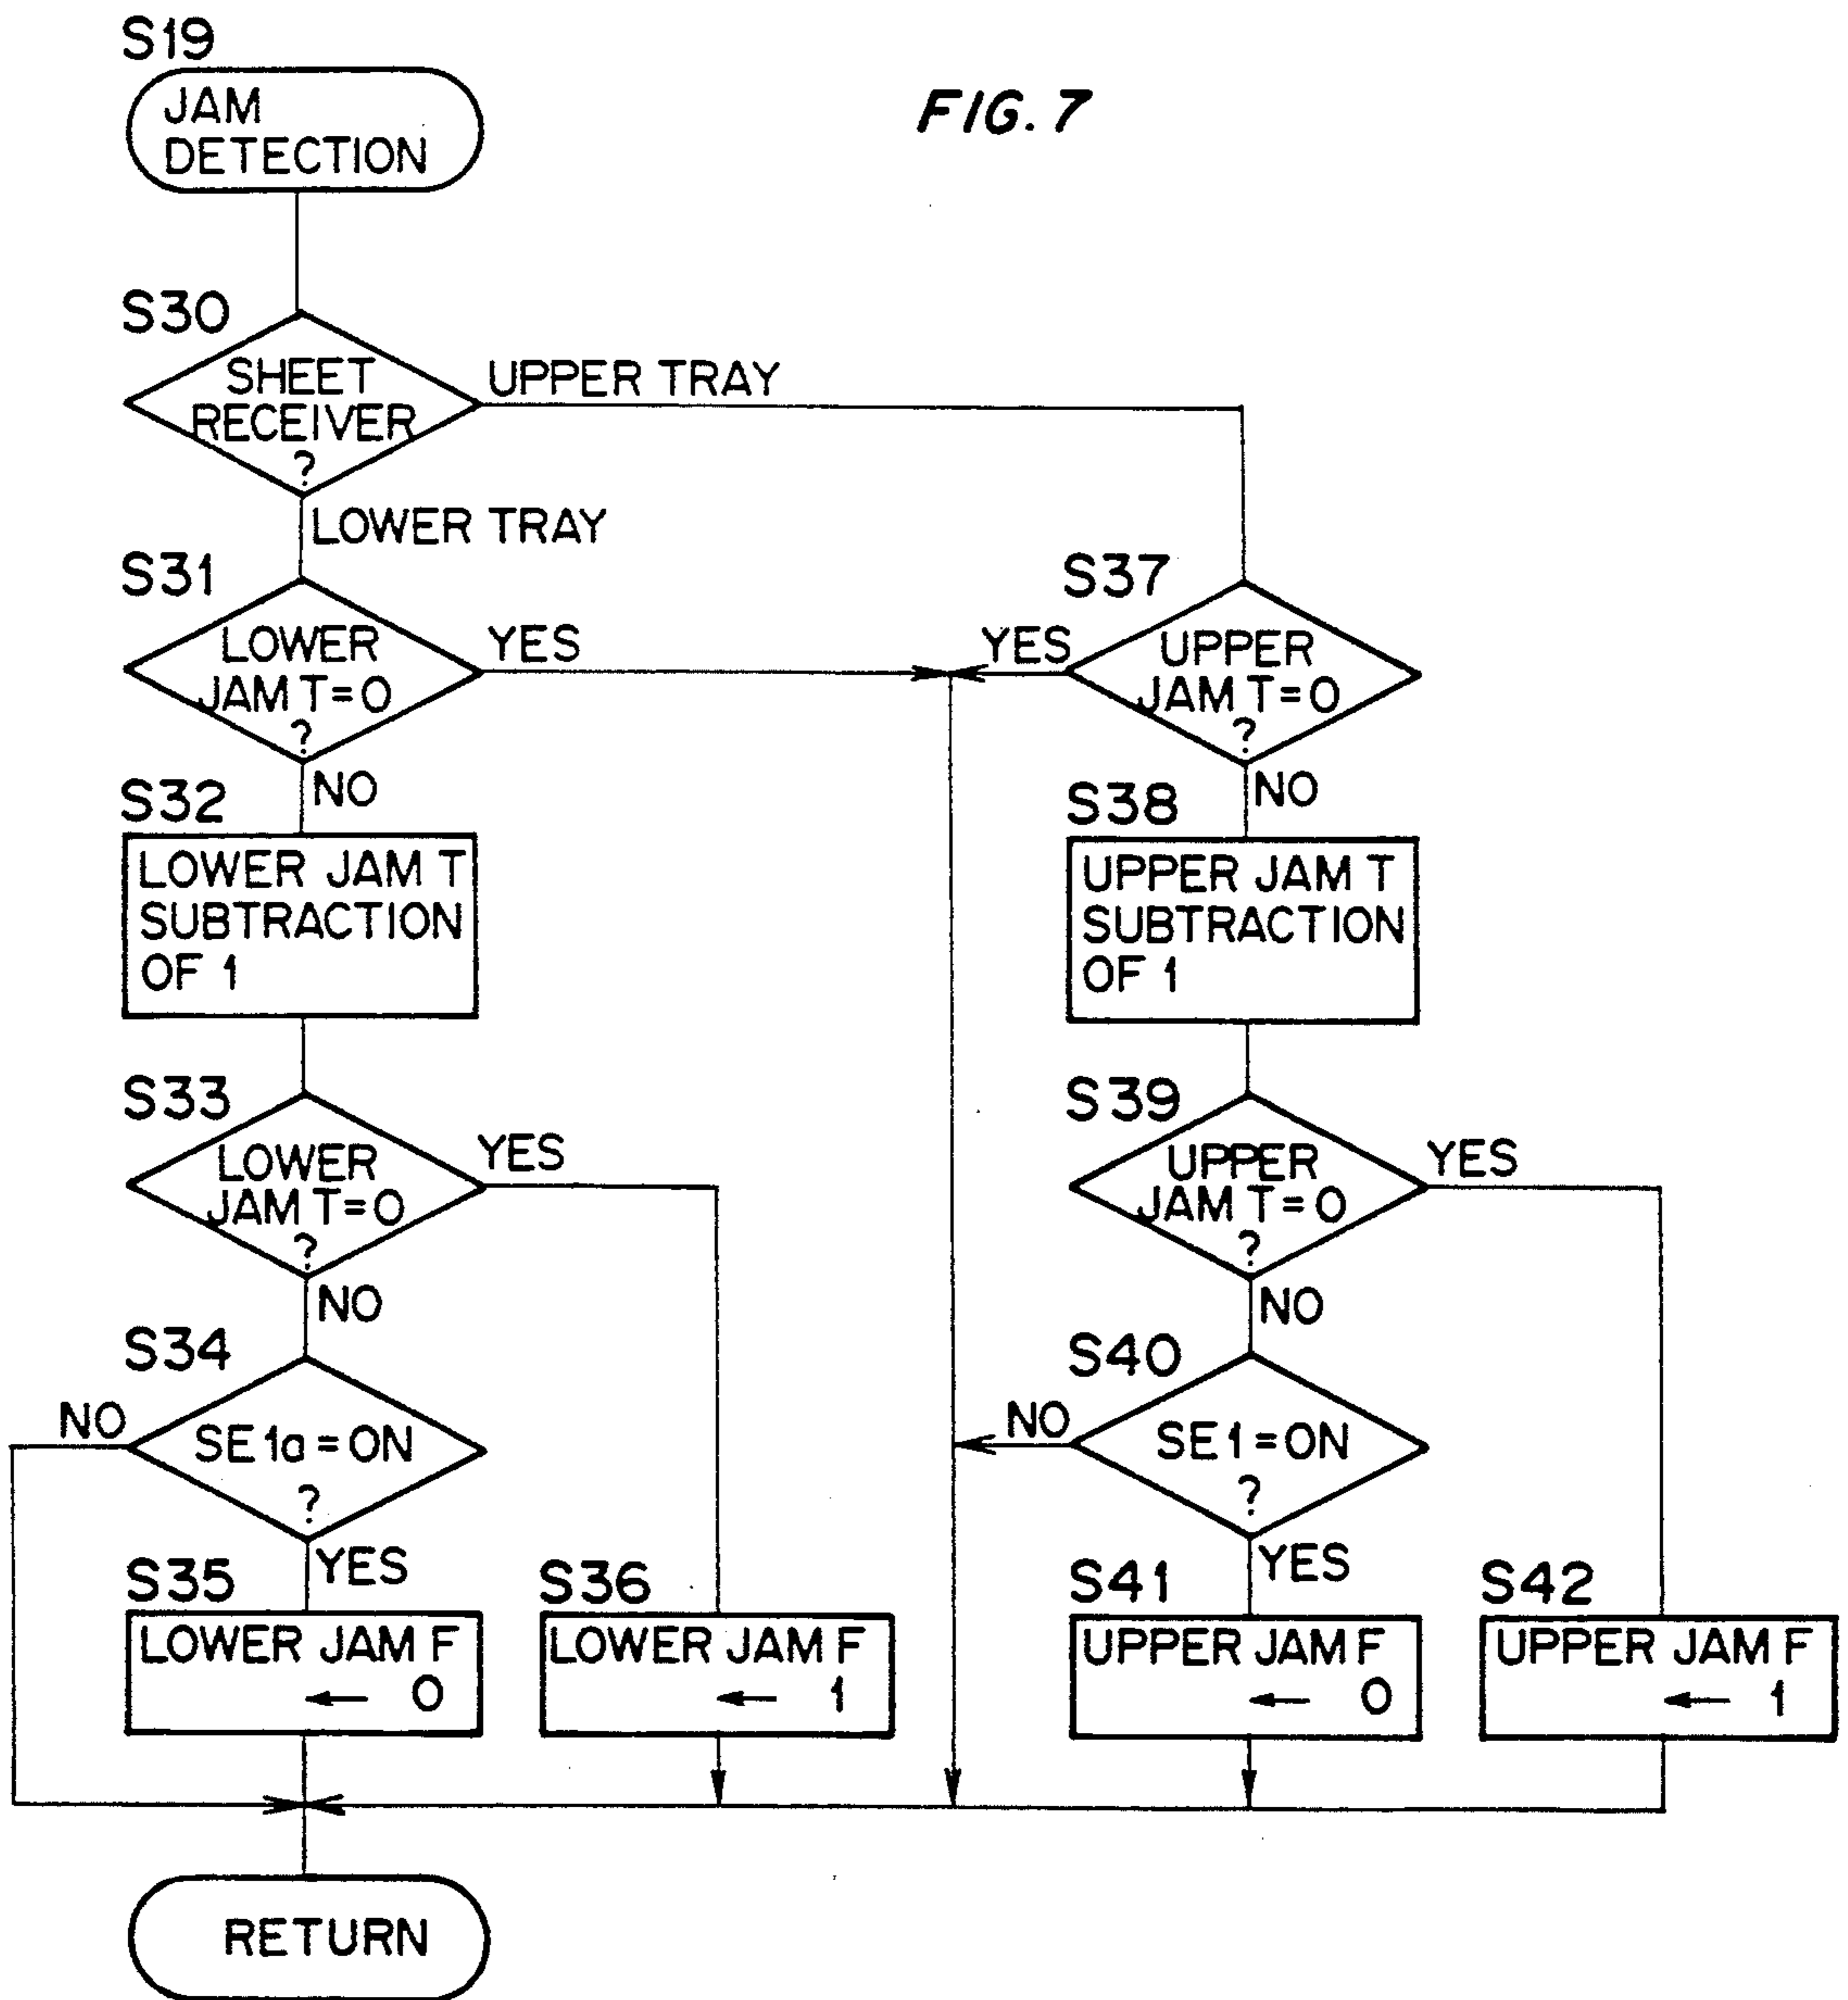 S19
JAM
DETECTION
FIG. 7
S30
SHEET
RECEIVER
?
UPPER TRAY
LOWER TRAY
S31
LOWER
JAM T=0
?
YES
NO
S37
UPPER
JAM T=0
?
YES
NO
S32
LOWER JAM T
SUBTRACTION
OF 1
S38
UPPER JAM T
SUBTRACTION
OF 1
S33
LOWER
JAM T=0
?
YES
NO
S39
UPPER
JAM T=0
?
YES
NO
S34
SE1a=ON
?
NO
YES
S40
SE1=ON
?
NO
YES
S35
LOWER JAM F
← 0
S36
LOWER JAM F
← 1
S41
UPPER JAM F
← 0
S42
UPPER JAM F
← 1
RETURN